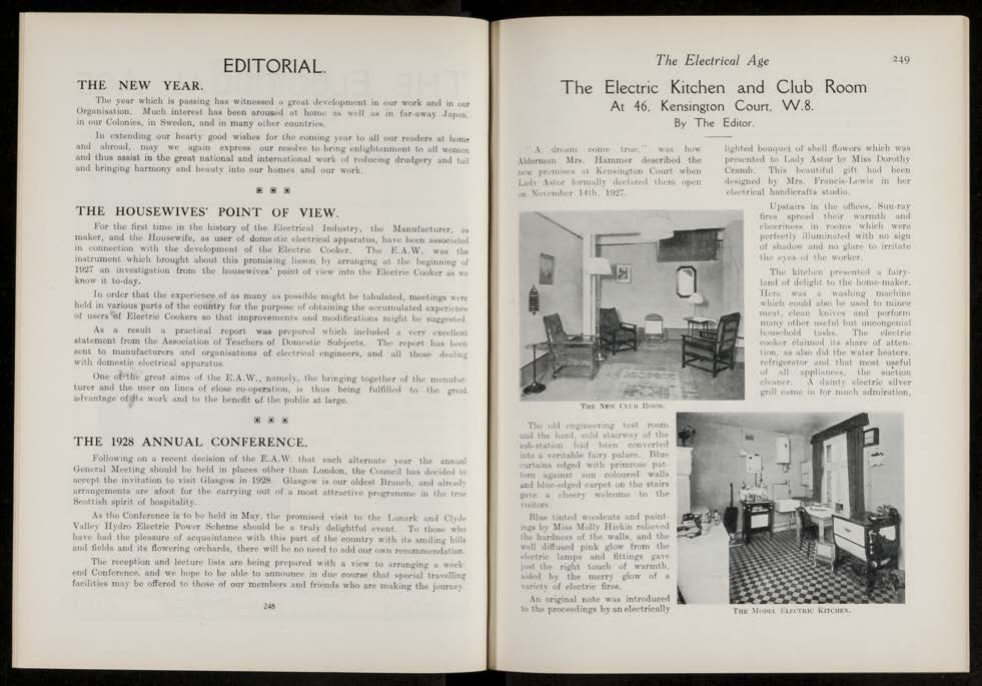 EDITORIAL.
THE NEW YEAR.
The year which is passing has witnessed a great development in our work and in our
Organisation. Much interest has been aroused at home as well as in far-away Japan,
in our Colonies, in Sweden, and in many other countries.
In extending our hearty good wishes for the coming year to all our readers at home
and abroad, may we again express our resolve to bring enlightenment to all women
and thus assist in the great national and international work of reducing drudgery and toil
and bringing harmony and beauty into our homes and our work.
THE HOUSEWIVES' POINT OF VIEW.
For the first time in the history of the Electrical Industry, the Manufacturer, as
maker, and the Housewife, as user of domestic electrical apparatus, have been associated
in connection with the development of the Electric Cooker. The E.A.W. was the
instrument which brought about this promising liason by arranging at the beginning of
1927 an investigation from the housewives' point of view into the Electric Cooker as we
know it to-day.
In order that the experience of as many as possible might be tabulated, meetings were
held in various parts of the country for the purpose of obtaining the accumulated experience
of users of Electric Cookers so that improvements and modifications might be suggested.
As a result a practical report was prepared which included a very excellent
statement from the Association of Teachers of Domestic Subjects. The report has been
sent to manufacturers and organisations of electrical engineers, and all those dealing
with domestic electrical apparatus.
One of the great aims of the E.A.W., namely, the bringing together of the manufac-
turer and the user on lines of close co-operation, is thus being fulfilled to the great
advantage of its work and to the benefit of the public at large.
THE 1928 ANNUAL CONFERENCE.
Following on a recent decision of the E.A.W. that each alternate year the annual
General Meeting should be held in places other than London, the Council has decided to
accept the invitation to visit Glasgow in 1928. Glasgow is our oldest Branch, and already
arrangements are afoot for the carrying out of a most attractive programme in the true
Scottish spirit of hospitality.
As the Conference is to be held in May, the promised visit to the Lanark and Clyde
Valley Hydro Electric Power Scheme should be a truly delightful event. To those who
have had the pleasure of acquaintance with this part of the country with its smiling hills
and fields and its flowering orchards, there will be no need to add our own recommendation.
The reception and lecture lists are being prepared with a view to arranging a week-
end Conference, and we hope to be able to announce in due course that special travelling
facilities may be offered to those of our members and friends who are making the journey.
248
The Electrical Age 249
The Electric Kitchen and Club Room
At 46, Kensington Court, W.8.
By The Editor.
"A dream come true," was how
Alderman Mrs. Hammer described the
new premises at Kensington Court when
Lady Astor formally declared them open
on November 14th, 1927.
THE NEW CLUB ROOM.
The old engineering test room
and the hard, cold stairway of the
sub-station had been converted
into a veritable fairy palace. Blue
curtains edged with primrose pat-
tern against sun coloured walls
and blue-edged carpet on the stairs
gave a cheery welcome to the
visitors.
Blue tinted woodcuts and paint-
ings by Miss Molly Hickin relieved
the hardness of the walls, and the
well diffused pink glow from the
electric lamps and fittings gave
just the right touch of warmth,
aided by the merry glow of a
variety of electric fires.
An original note was introduced
to the proceedings by an electrically
lighted bouquet of shell flowers which was
presented to Lady Astor by Miss Dorothy
Cramb. This beautiful gift had been
designed by Mrs. Francis-Lewis in her
electrical handicrafts studio.
Upstairs in the offices, Sun-ray
fires spread their warmth and
cheeriness in rooms which were
perfectly illuminated with no sign
of shadow and no glare to irritate
the eyes of the worker.
The kitchen presented a fairy-
land of delight to the home-maker.
Here was a washing machine
which could also be used to mince
meat, clean knives and perform
many other useful but uncongenial
household tasks. The electric
cooker claimed its share of atten-
tion, as also did the water heaters,
refrigerator and that most useful
of all appliances, the suction
cleaner. A dainty electric silver
grill came in for much admiration,
THE MODEL ELECTRIC KITCHEN.